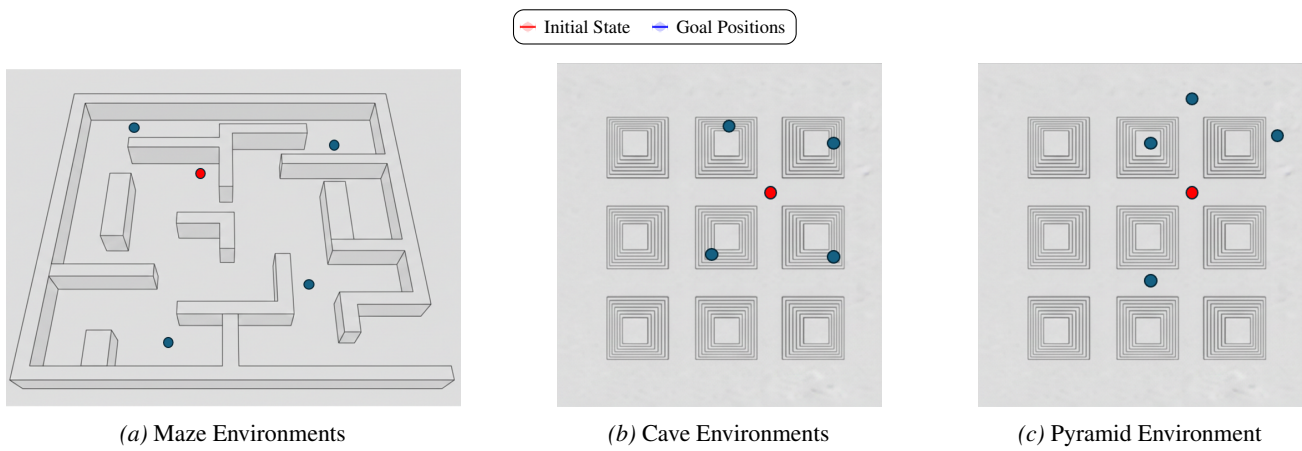 Initial State
Goal Positions
(a) Maze Environments
(b) Cave Environments
(c) Pyramid Environment